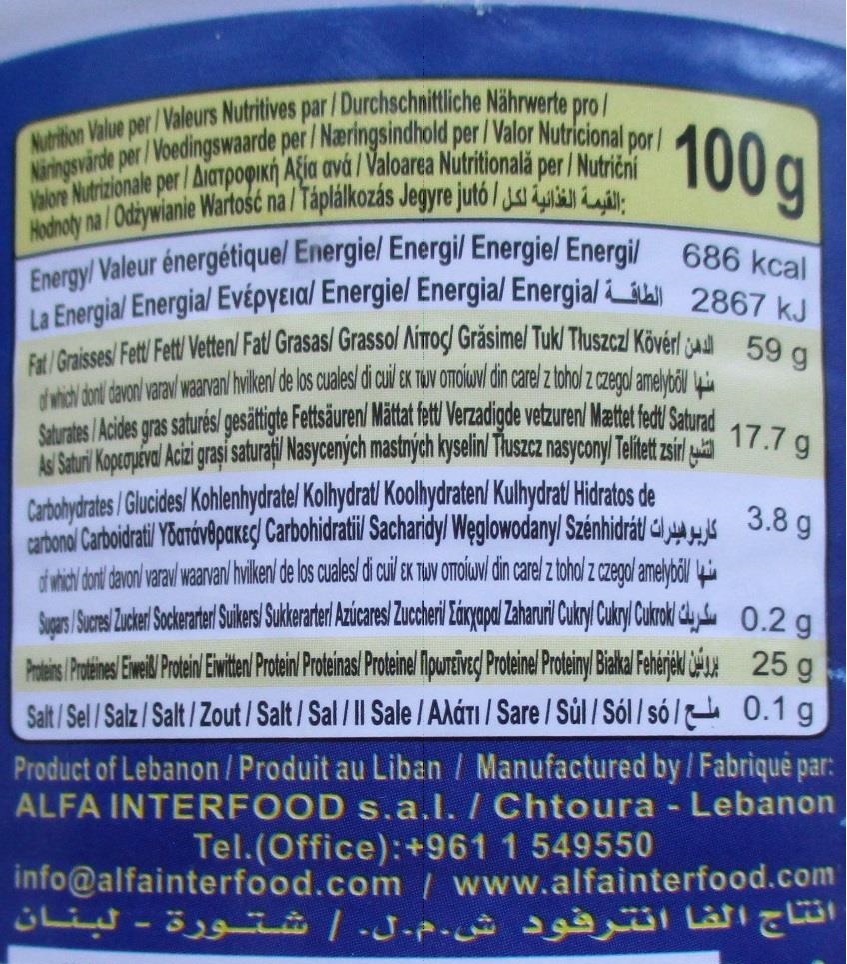 Nutrition Value per / Valeurs Nutritives par / Durchschnittliche Nährwerte pro /
Näringsvärde per / Voedingswaarde per / Næringsindhold per / Valor Nutricional por /
100 g
Valore Nutrizionale per / Διατροφική Αξία ανά / Valoarea Nutritională per / Nutriční
Hodnoty na / Odżywianie Wartość na / Táplálkozás Jegyre jutó / القيمة الغذائية لكل:
Energy/ Valeur énergétique/ Energie/ Energi/ Energie/ Energi/ 686 kcal
La Energia/ Energia/ Ενέργεια/ Energie/ Energia/ Energia/ الطاقة 2867 kJ
Fat / Graisses/ Fett/ Fett/ Vetten/ Fat/ Grasas/ Grasso/ Λίπος/ Grăsime/ Tuk/ Tłuszcz/ Kövér/ الدهن 59 g
of which/ dont/ davon/ varav/ waarvan/ hvilken/ de los cuales/ di cui/ εκ των οποίων/ din care/ z toho/ z czego/ amelyből/ منها
Saturates / Acides gras saturés/ gesättigte Fettsäuren/ Mättat fett/ Verzadigde vetzuren/ Mættet fedt/ Saturad
As/ Saturi/ Κορεσμένα/ Acizi grași saturați/ Nasycených mastných kyselin/ Tłuszcz nasycony/ Telített zsír/ التشبع 17.7 g
Carbohydrates / Glucides/ Kohlenhydrate/ Kolhydrat/ Koolhydraten/ Kulhydrat/ Hidratos de
carbono/ Carboidrati/ Υδατάνθρακες/ Carbohidratii/ Sacharidy/ Węglowodany/ Szénhidrát/ كاربوهيدرات 3.8 g
of which/ dont/ davon/ varav/ waarvan/ hvilken/ de los cuales/ di cui/ εκ των οποίων/ din care/ z toho/ z czego/ amelyből/ منها
Sugars / Sucres/ Zucker/ Sockerarter/ Suikers/ Sukkerarter/ Azúcares/ Zuccheri/ Σάκχαρα/ Zaharuri/ Cukry/ Cukry/ Cukrok/ سكريات 0.2 g
Proteins / Protéines/ Eiweiß/ Protein/ Eiwitten/ Protein/ Proteínas/ Proteine/ Πρωτεΐνες/ Proteine/ Proteiny/ Białka/ Fehérjék/ بروتين 25 g
Salt / Sel / Salz / Salt / Zout / Salt / Sal / Il Sale / Αλάτι / Sare / Sůl / Sól / só / ملح 0.1 g
Product of Lebanon / Produit au Liban / Manufactured by / Fabriqué par:
ALFA INTERFOOD s.a.l. / Chtoura - Lebanon
Tel.(Office):+961 1 549550
info@alfainterfood.com / www.alfainterfood.com
انتاج الفا انترفود ش.م.ل. / شتورة - لبنان